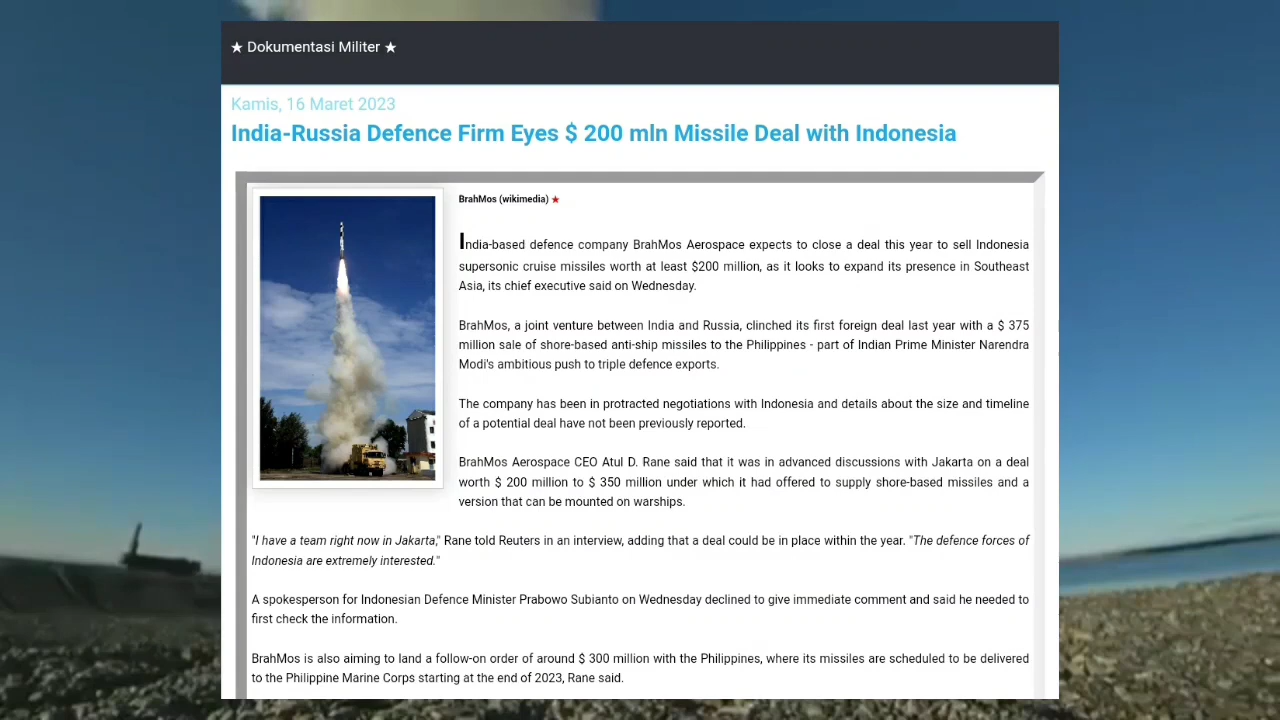 ★ Dokumentasi Militer ★
Kamis, 16 Maret 2023
India-Russia Defence Firm Eyes $ 200 mln Missile Deal with Indonesia
BrahMos (wikimedia) ★
India-based defence company BrahMos Aerospace expects to close a deal this year to sell Indonesia
supersonic cruise missiles worth at least $200 million, as it looks to expand its presence in Southeast
Asia, its chief executive said on Wednesday.
BrahMos, a joint venture between India and Russia, clinched its first foreign deal last year with a $ 375
million sale of shore-based anti-ship missiles to the Philippines - part of Indian Prime Minister Narendra
Modi's ambitious push to triple defence exports.
The company has been in protracted negotiations with Indonesia and details about the size and timeline
of a potential deal have not been previously reported.
BrahMos Aerospace CEO Atul D. Rane said that it was in advanced discussions with Jakarta on a deal
worth $ 200 million to $ 350 million under which it had offered to supply shore-based missiles and a
version that can be mounted on warships.
"I have a team right now in Jakarta," Rane told Reuters in an interview, adding that a deal could be in place within the year. "The defence forces of
Indonesia are extremely interested."
A spokesperson for Indonesian Defence Minister Prabowo Subianto on Wednesday declined to give immediate comment and said he needed to
first check the information.
BrahMos is also aiming to land a follow-on order of around $ 300 million with the Philippines, where its missiles are scheduled to be delivered
to the Philippine Marine Corps starting at the end of 2023, Rane said.